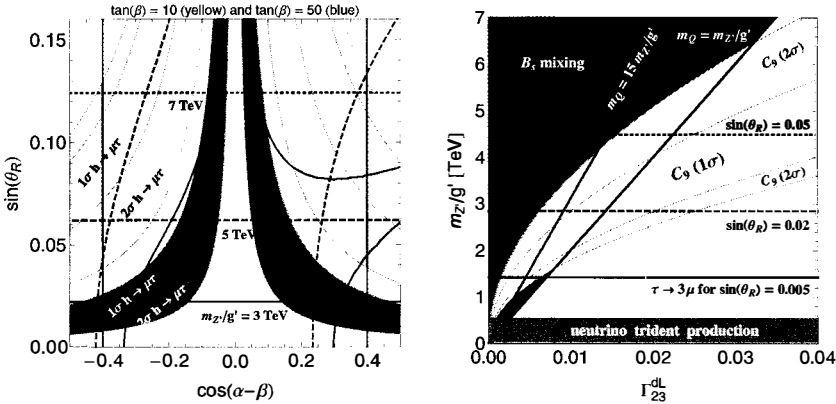 tan(β) = 10 (yellow) and tan(β) = 50 (blue)
0.15
0.10
0.05
0.00
sin(θR)
7 TeV
5 TeV
mZ'/g' = 3 TeV
1σ h → μτ
2σ h → μτ
1σ h → μτ
2σ h → μτ
−0.4 −0.2 0.0 0.2 0.4
cos(α−β)
7
6
5
4
3
2
1
0
mZ'/g' [TeV]
Bs mixing
mQ = 15 mZ'/g'
mQ = mZ'/g'
C9 (2σ)
sin(θR) = 0.05
C9 (1σ)
C9 (2σ)
sin(θR) = 0.02
τ → 3μ for sin(θR) = 0.005
neutrino trident production
0.00 0.01 0.02 0.03 0.04
Γ23dL